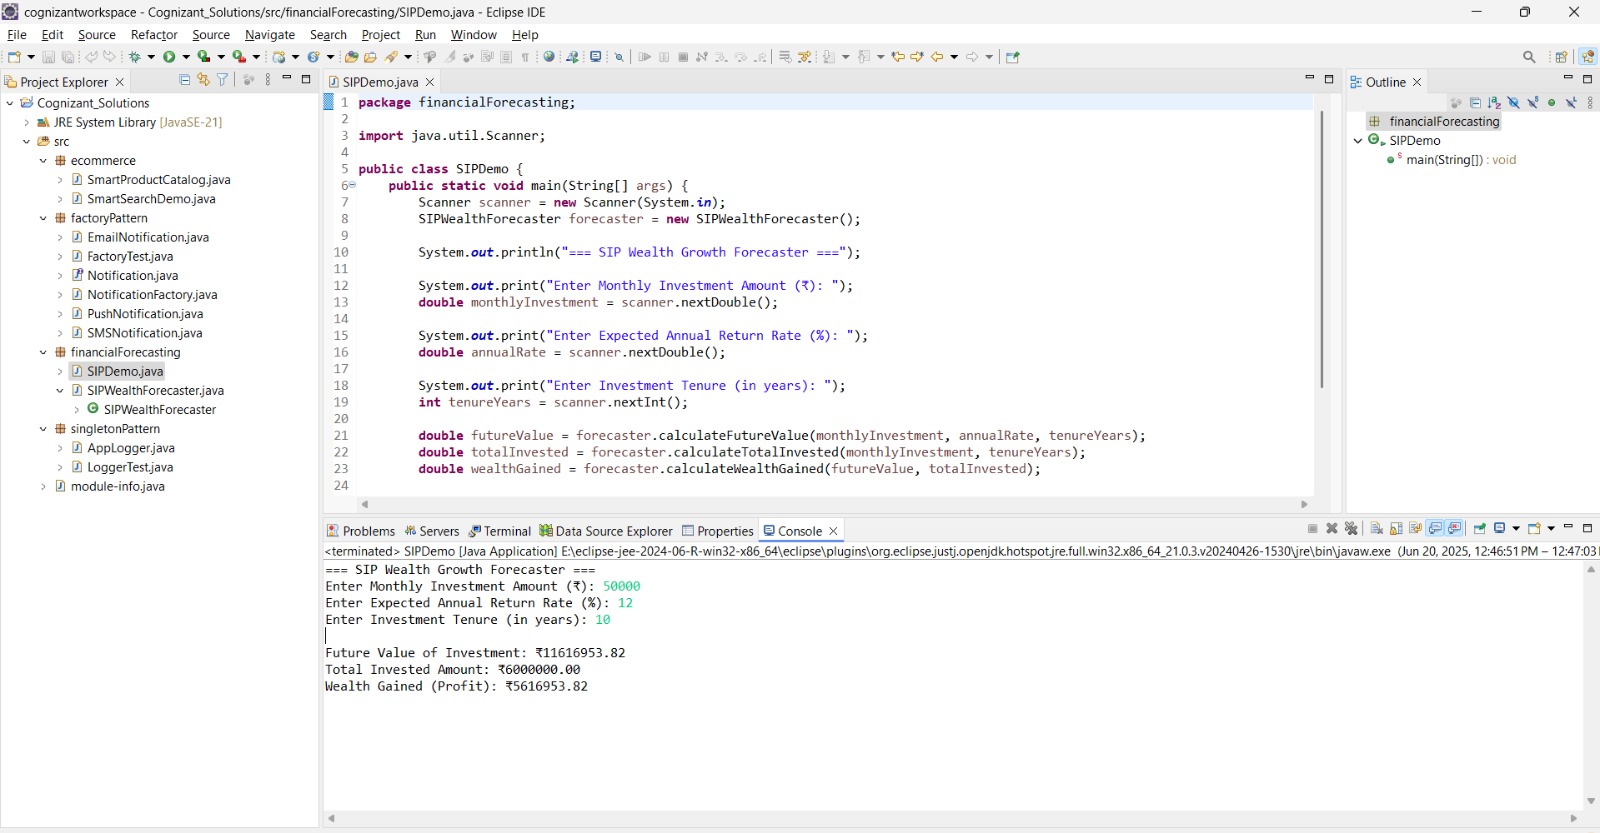 cognizantworkspace - Cognizant_Solutions/src/financialForecasting/SIPDemo.java - Eclipse IDE
File Edit Source Refactor Source Navigate Search Project Run Window Help
Project Explorer
Cognizant_Solutions
JRE System Library [JavaSE-21]
src
ecommerce
SmartProductCatalog.java
SmartSearchDemo.java
factoryPattern
EmailNotification.java
FactoryTest.java
Notification.java
NotificationFactory.java
PushNotification.java
SMSNotification.java
financialForecasting
SIPDemo.java
SIPWealthForecaster.java
SIPWealthForecaster
singletonPattern
AppLogger.java
LoggerTest.java
module-info.java
SIPDemo.java
1 package financialForecasting;
2
3 import java.util.Scanner;
4
5 public class SIPDemo {
6 public static void main(String[] args) {
7 Scanner scanner = new Scanner(System.in);
8 SIPWealthForecaster forecaster = new SIPWealthForecaster();
9
10 System.out.println("=== SIP Wealth Growth Forecaster ===");
11
12 System.out.print("Enter Monthly Investment Amount (₹): ");
13 double monthlyInvestment = scanner.nextDouble();
14
15 System.out.print("Enter Expected Annual Return Rate (%): ");
16 double annualRate = scanner.nextDouble();
17
18 System.out.print("Enter Investment Tenure (in years): ");
19 int tenureYears = scanner.nextInt();
20
21 double futureValue = forecaster.calculateFutureValue(monthlyInvestment, annualRate, tenureYears);
22 double totalInvested = forecaster.calculateTotalInvested(monthlyInvestment, tenureYears);
23 double wealthGained = forecaster.calculateWealthGained(futureValue, totalInvested);
24
Outline
financialForecasting
SIPDemo
main(String[]) : void
Problems Servers Terminal Data Source Explorer Properties Console
<terminated> SIPDemo [Java Application] E:\eclipse-jee-2024-06-R-win32-x86_64\eclipse\plugins\org.eclipse.justj.openjdk.hotspot.jre.full.win32.x86_64_21.0.3.v20240426-1530\jre\bin\javaw.exe (Jun 20, 2025, 12:46:51 PM – 12:47:03
=== SIP Wealth Growth Forecaster ===
Enter Monthly Investment Amount (₹): 50000
Enter Expected Annual Return Rate (%): 12
Enter Investment Tenure (in years): 10
Future Value of Investment: ₹11616953.82
Total Invested Amount: ₹6000000.00
Wealth Gained (Profit): ₹5616953.82